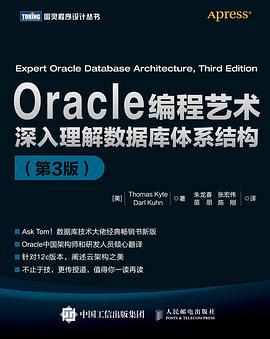 TURING 图灵程序设计丛书
Apress®
Expert Oracle Database Architecture, Third Edition
Oracle编程艺术
深入理解数据库体系结构
（第3版）
[美] Thomas Kyte Darl Kuhn 著
朱龙春 张宏伟 苗朋 陈刚 译
Ask Tom！数据库技术大佬经典畅销书新版
Oracle中国架构师和研发人员倾心翻译
针对12c版本，阐述云架构之美
不止于技，更传授道，值得你一读再读
中国工信出版集团
人民邮电出版社